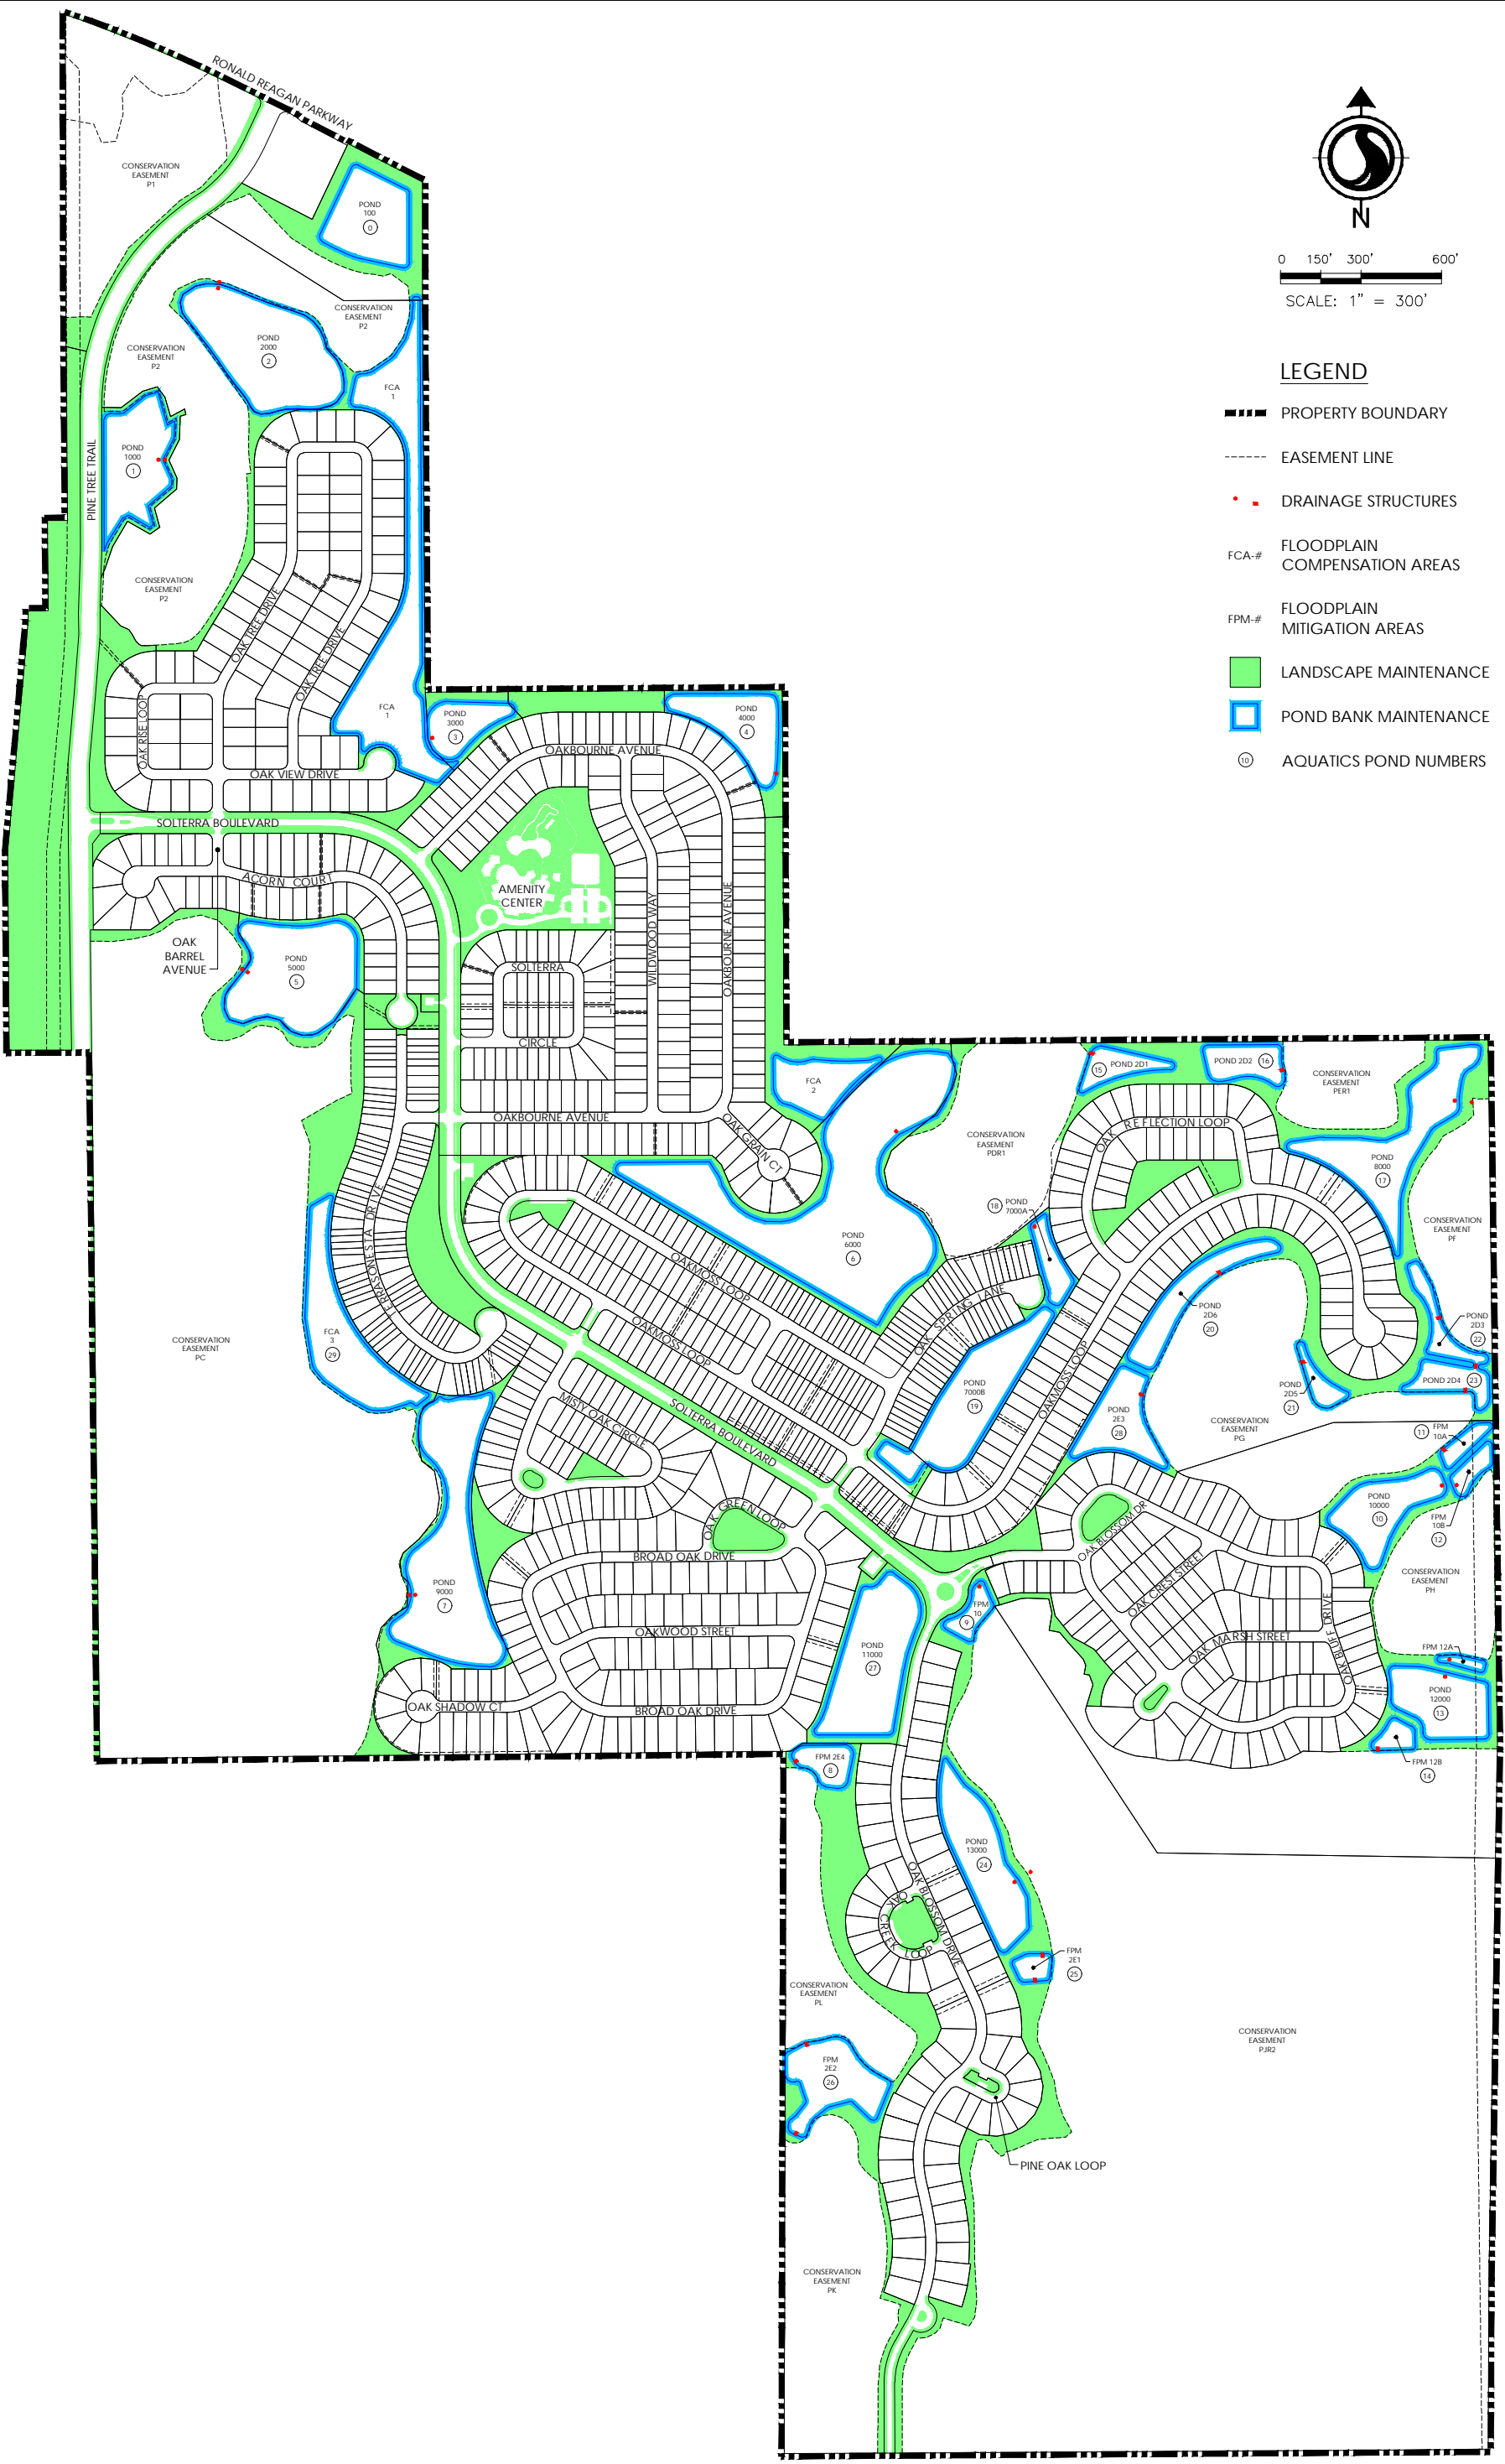 RONALD REAGAN PARKWAY
CONSERVATION
EASEMENT
P1
POND
100
0
CONSERVATION
EASEMENT
P2
CONSERVATION
EASEMENT
P2
POND
2000
2
FCA
1
POND
1000
1
PINE TREE TRAIL
CONSERVATION
EASEMENT
P2
OAK TREE DRIVE
OAK TREE DRIVE
OAK RISE LOOP
FCA
1
OAK VIEW DRIVE
POND
3000
3
POND
4000
4
OAKBOURNE AVENUE
SOLTERRA BOULEVARD
ACORN COURT
OAK
BARREL
AVENUE
POND
5000
5
AMENITY
CENTER
WILDWOOD WAY
OAKBOURNE AVENUE
SOLTERRA
CIRCLE
OAKBOURNE AVENUE
OAK GRAIN CT
FCA
2
N
0 150' 300' 600'
SCALE: 1" = 300'
LEGEND
PROPERTY BOUNDARY
EASEMENT LINE
DRAINAGE STRUCTURES
FCA-#
FLOODPLAIN
COMPENSATION AREAS
FPM-#
FLOODPLAIN
MITIGATION AREAS
LANDSCAPE MAINTENANCE
POND BANK MAINTENANCE
10
AQUATICS POND NUMBERS
15
POND 2D1
POND 2D2
16
CONSERVATION
EASEMENT
PER1
CONSERVATION
EASEMENT
PDR1
OAK REFLECTION LOOP
POND
8000
17
18
POND
7000A
CONSERVATION
EASEMENT
PF
POND
6000
6
OAKMOSS LOOP
OAKMOSS LOOP
OAK SPRING LANE
OAKMOSS LOOP
POND
7000B
19
POND
2D6
20
POND
2D3
22
POND 2D4
23
POND
2D5
21
POND
2E3
28
CONSERVATION
EASEMENT
PG
11
FPM
10A
FPM
10B
12
POND
10000
10
CONSERVATION
EASEMENT
PH
CONSERVATION
EASEMENT
PC
FCA
3
29
MISTY OAK CIRCLE
SOLTERRA BOULEVARD
OAK GREEN LOOP
BROAD OAK DRIVE
OAKWOOD STREET
BROAD OAK DRIVE
OAK SHADOW CT
POND
9000
7
POND
11000
27
FPM
10
9
OAK BLOSSOM DR
OAK CREST STREET
OAK MARSH STREET
OAK BLUFF DRIVE
FPM 12A
POND
12000
13
FPM 12B
14
FPM 2E4
8
POND
13000
24
OAK BLOSSOM DRIVE
OAK CREEK LOOP
FPM
2E1
25
CONSERVATION
EASEMENT
PL
FPM
2E2
26
CONSERVATION
EASEMENT
PJR2
PINE OAK LOOP
CONSERVATION
EASEMENT
PK